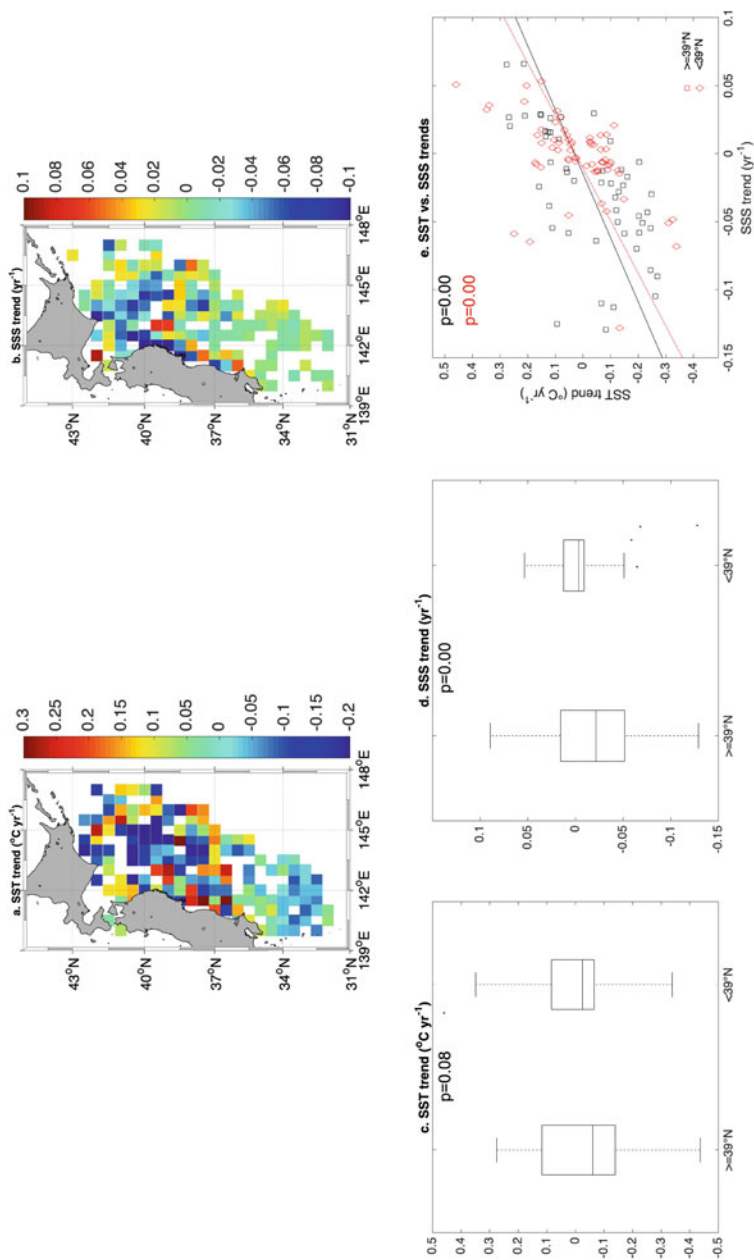 a. SST trend (°C yr⁻¹)
43°N
40°N
37°N
34°N
31°N
139°E
142°E
145°E
148°E
0.3
0.25
0.2
0.15
0.1
0.05
0
-0.05
-0.1
-0.15
-0.2
b. SSS trend (yr⁻¹)
43°N
40°N
37°N
34°N
31°N
139°E
142°E
145°E
148°E
0.1
0.08
0.06
0.04
0.02
0
-0.02
-0.04
-0.06
-0.08
-0.1
c. SST trend (°C yr⁻¹)
p=0.08
0.5
0.4
0.3
0.2
0.1
0
-0.1
-0.2
-0.3
-0.4
-0.5
>=39°N
<39°N
d. SSS trend (yr⁻¹)
p=0.00
0.1
0.05
0
-0.05
-0.1
-0.15
>=39°N
<39°N
e. SST vs. SSS trends
p=0.00
p=0.00
SST trend (°C yr⁻¹)
0.5
0.4
0.3
0.2
0.1
0
-0.1
-0.2
-0.3
-0.4
>=39°N
<39°N
-0.15
-0.1
-0.05
0
0.05
0.1
SSS trend (yr⁻¹)